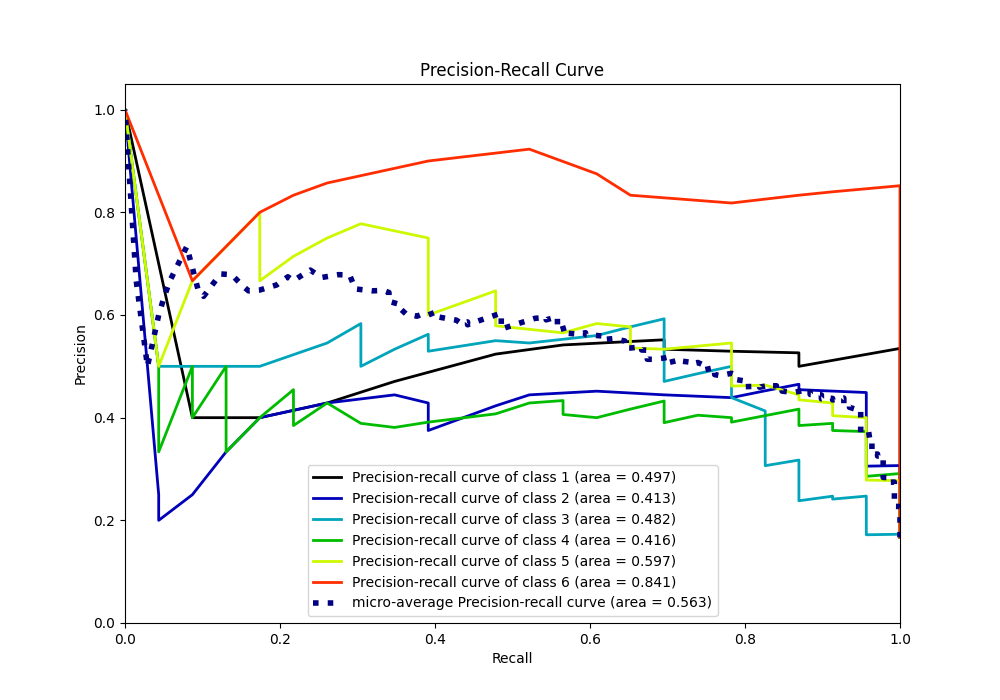 Precision-Recall Curve
1.0
0.8
0.6
0.4
0.2
0.0
Precision
Precision-recall curve of class 1 (area = 0.497)
Precision-recall curve of class 2 (area = 0.413)
Precision-recall curve of class 3 (area = 0.482)
Precision-recall curve of class 4 (area = 0.416)
Precision-recall curve of class 5 (area = 0.597)
Precision-recall curve of class 6 (area = 0.841)
micro-average Precision-recall curve (area = 0.563)
0.0 0.2 0.4 0.6 0.8 1.0
Recall